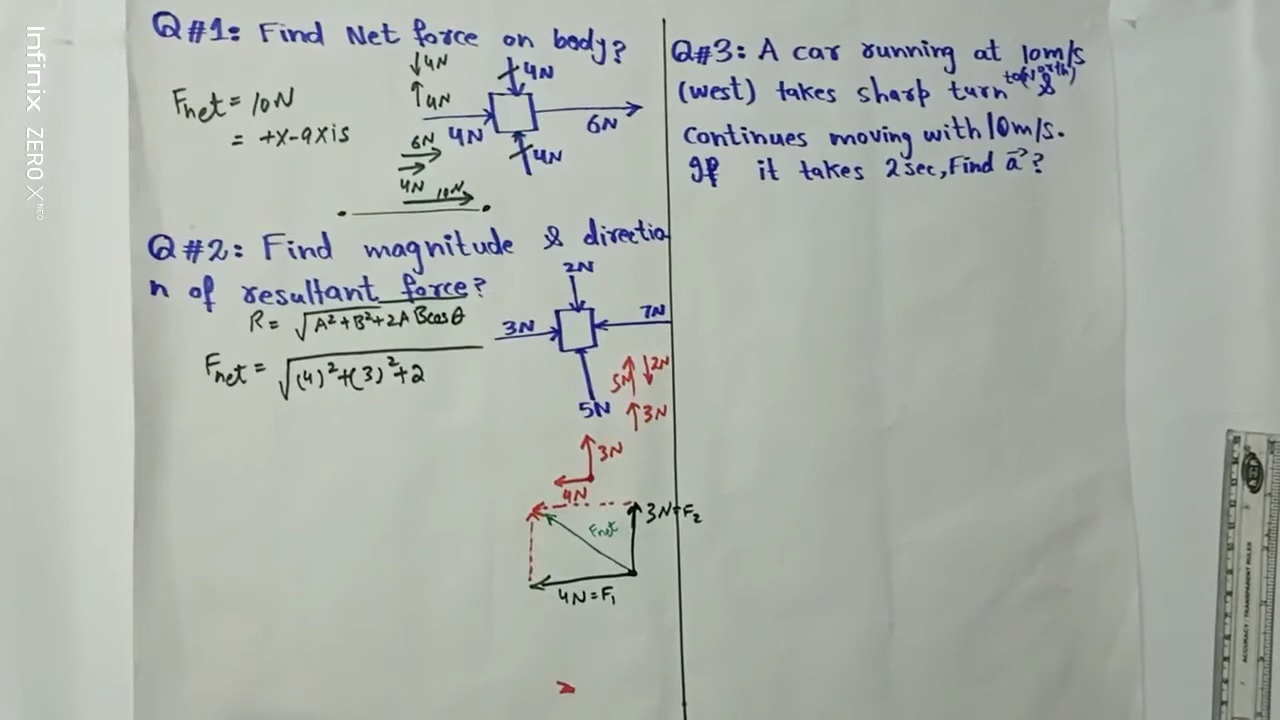 Infinix ZERO X NEO
Q#1: Find Net force on body?
↓4N
↑4N
4N
4N
6N
4N
6N
4N
10N
Fnet = 10N
= +x-axis
Q#2: Find magnitude & directio
n of resultant force?
R = √A²+B²+2ABcosθ
Fnet = √(4)²+(3)²+2
2N
3N
7N
5N
5N↑ ↓2N
↑3N
3N
4N
3N=F₂
Fnet
4N=F₁
Q#3: A car running at 10m/s
(west) takes sharp turn to(North) &
Continues moving with 10m/s.
If it takes 2sec, Find a⃗?